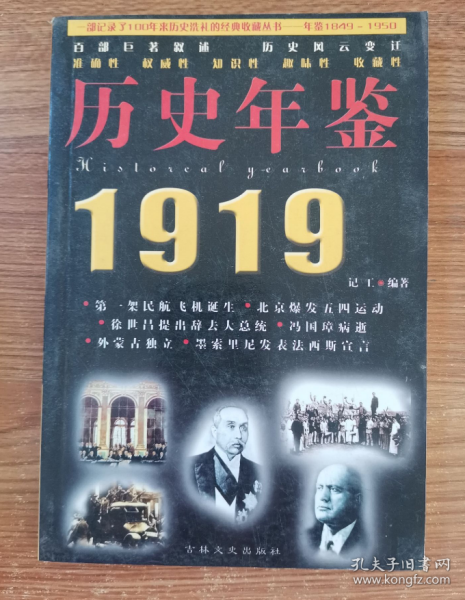 一部记录了100年来历史洗礼的经典收藏丛书——年鉴1849-1950
百部巨著叙述 历史风云变迁
准确性 权威性 知识性 趣味性 收藏性
历史年鉴
Historcal yearbook
1919
记工·编著
·第一架民航飞机诞生·北京爆发五四运动
·徐世昌提出辞去大总统·冯国璋病逝
·外蒙古独立·墨索里尼发表法西斯宣言
吉林文史出版社
孔夫子旧书网
www.kongfz.com